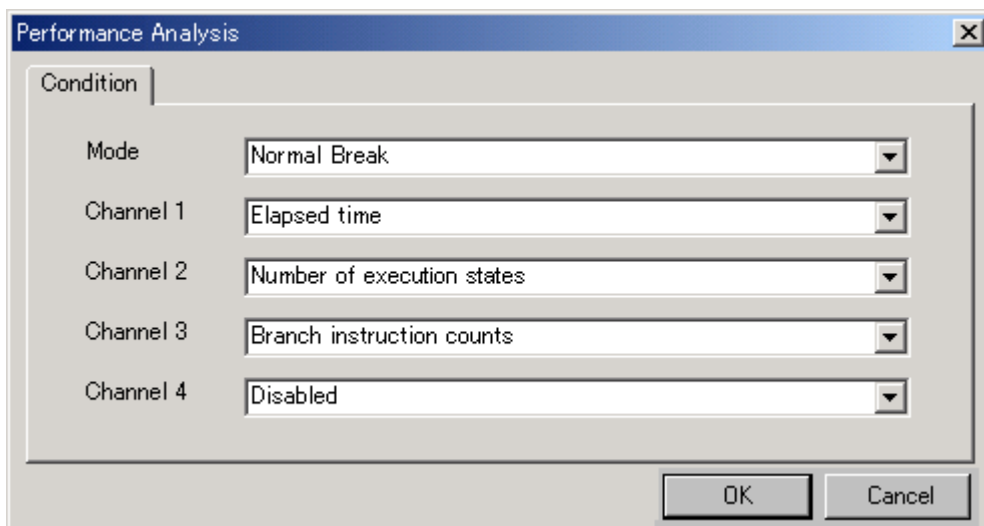 Performance Analysis
Condition
Mode Normal Break
Channel 1 Elapsed time
Channel 2 Number of execution states
Channel 3 Branch instruction counts
Channel 4 Disabled
OK Cancel